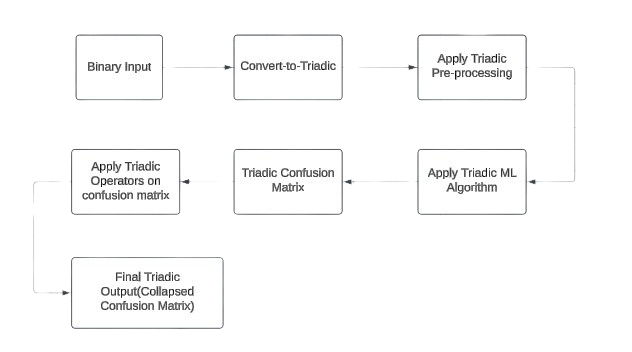 Binary Input
Convert-to-Triadic
Apply Triadic
Pre-processing
Apply Triadic
Operators on
confusion matrix
Triadic Confusion
Matrix
Apply Triadic ML
Algorithm
Final Triadic
Output(Collapsed
Confusion Matrix)